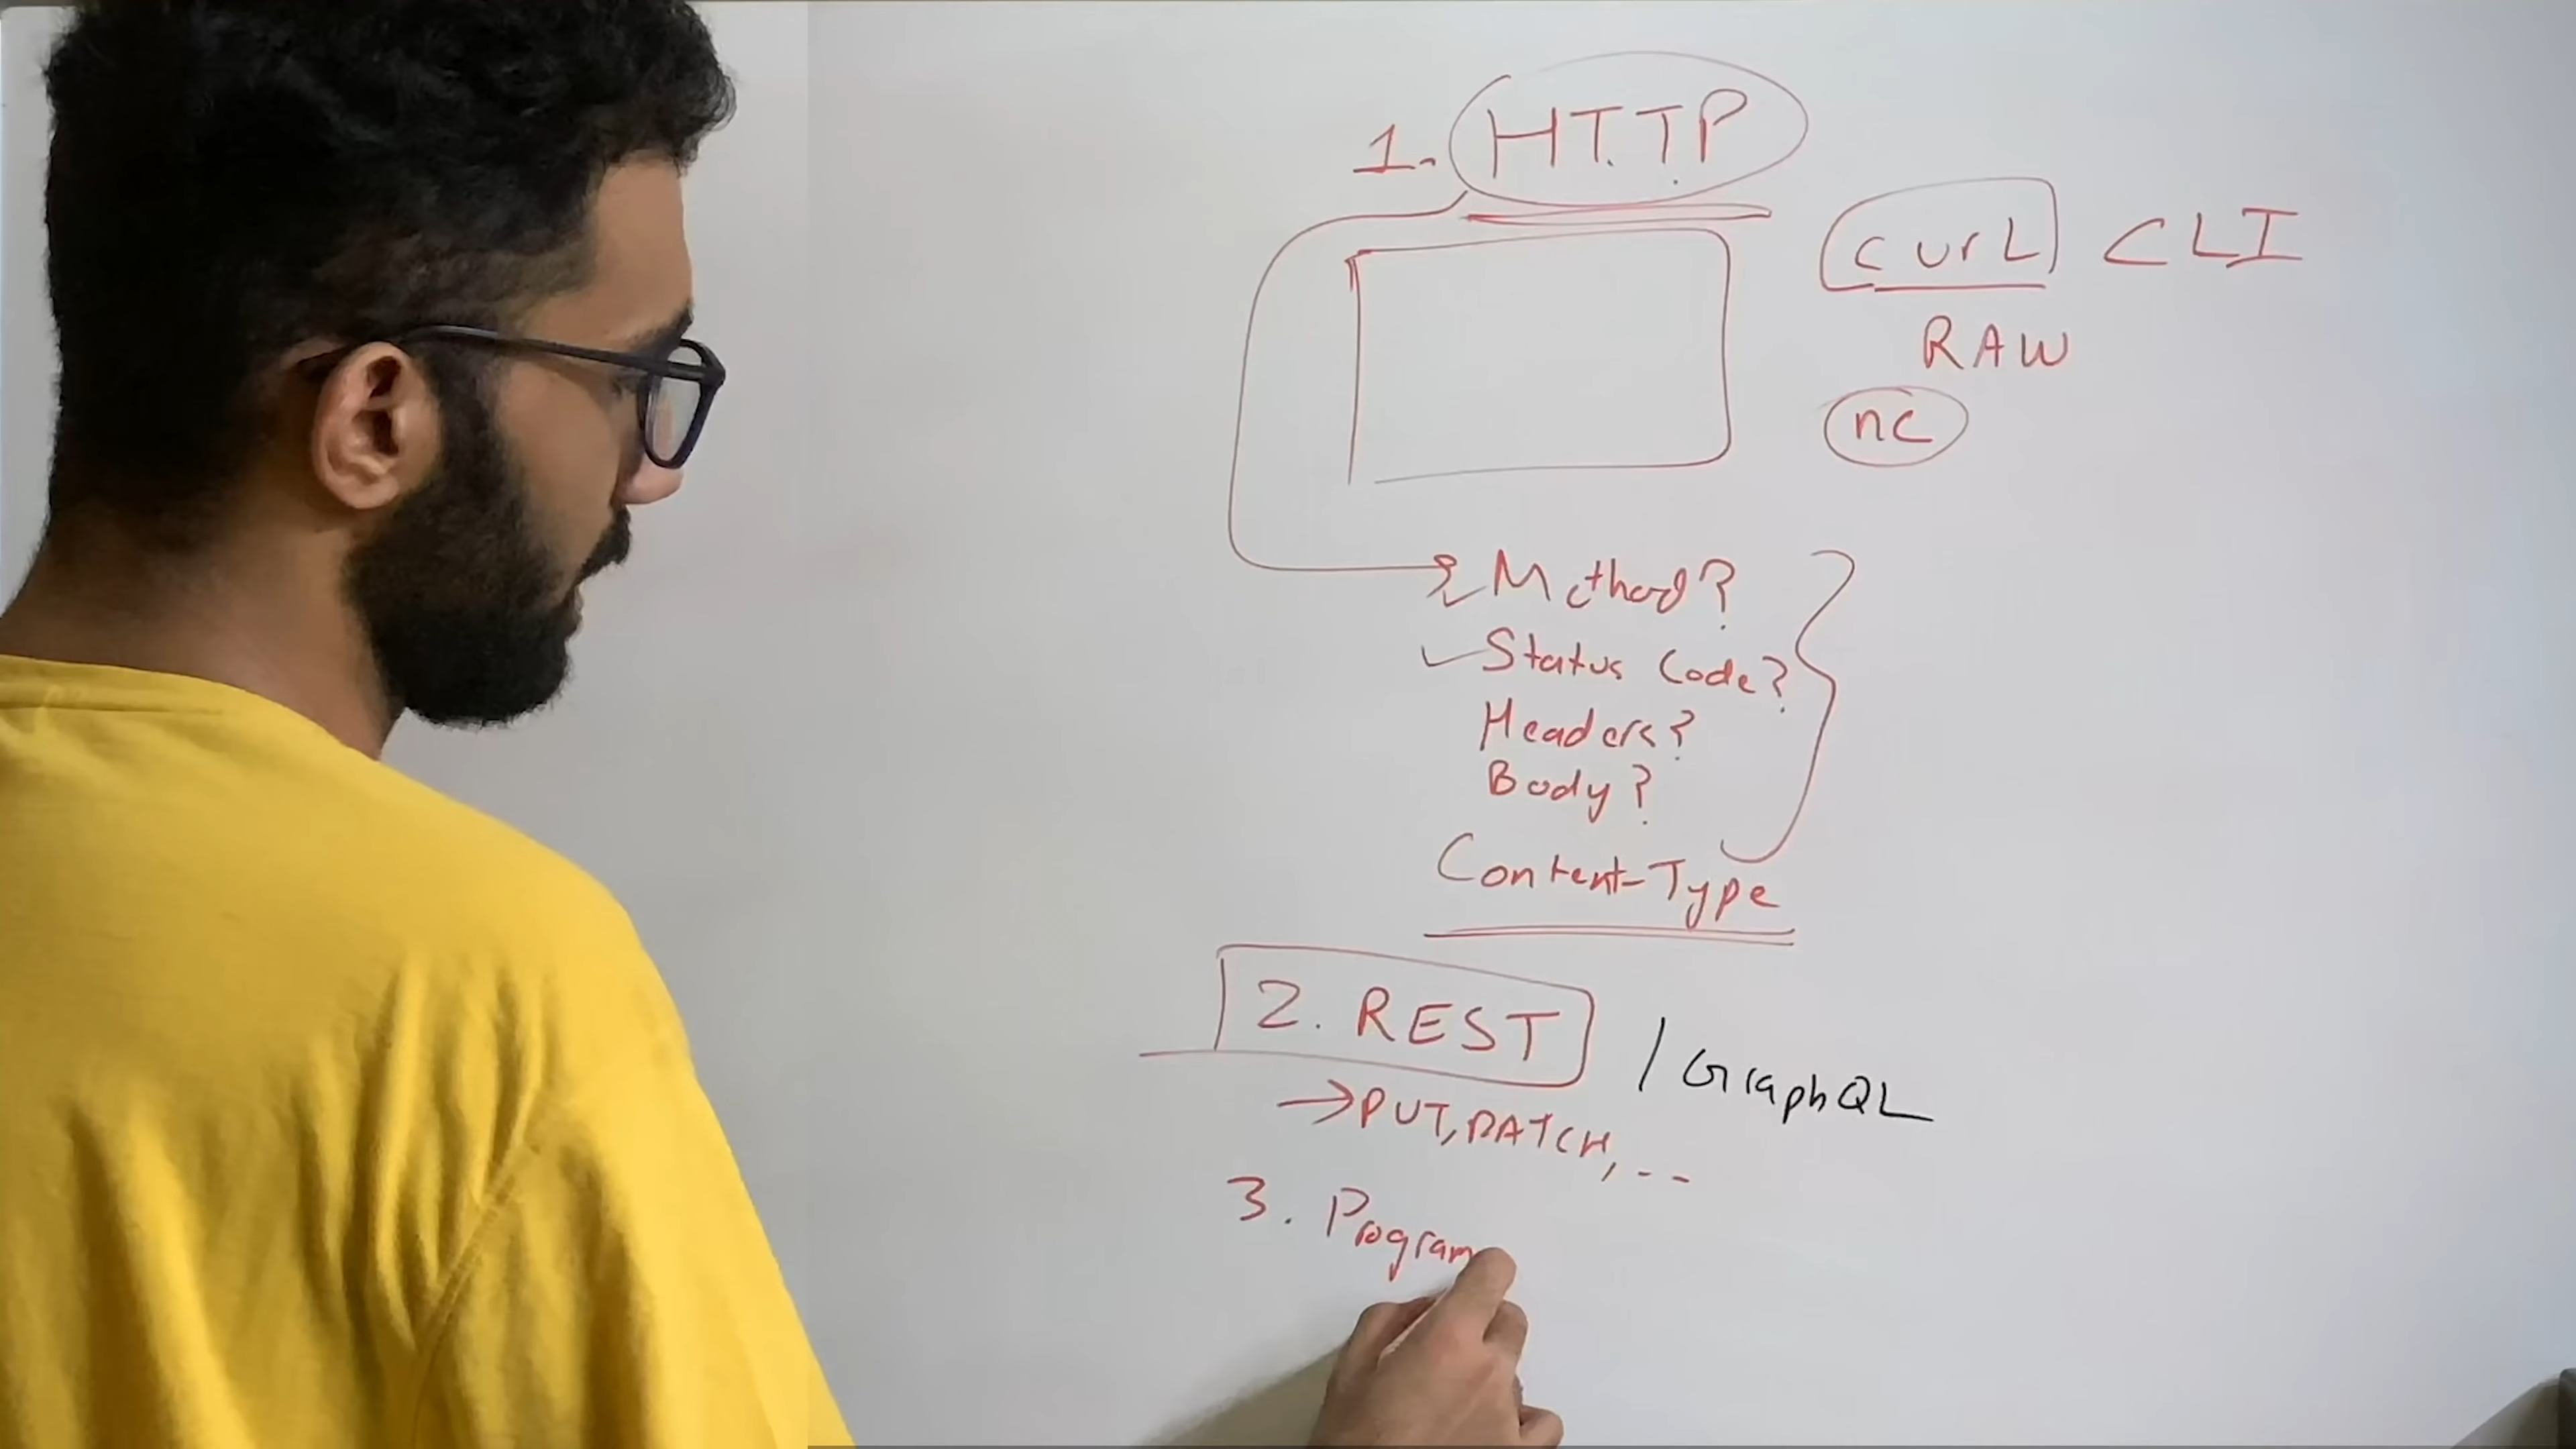 1. HTTP
curL CLI
RAW
nc
Method?
Status Code?
Headers?
Body?
Content-Type
2. REST / GraphQL
→ PUT, PATCH, --
3. Program